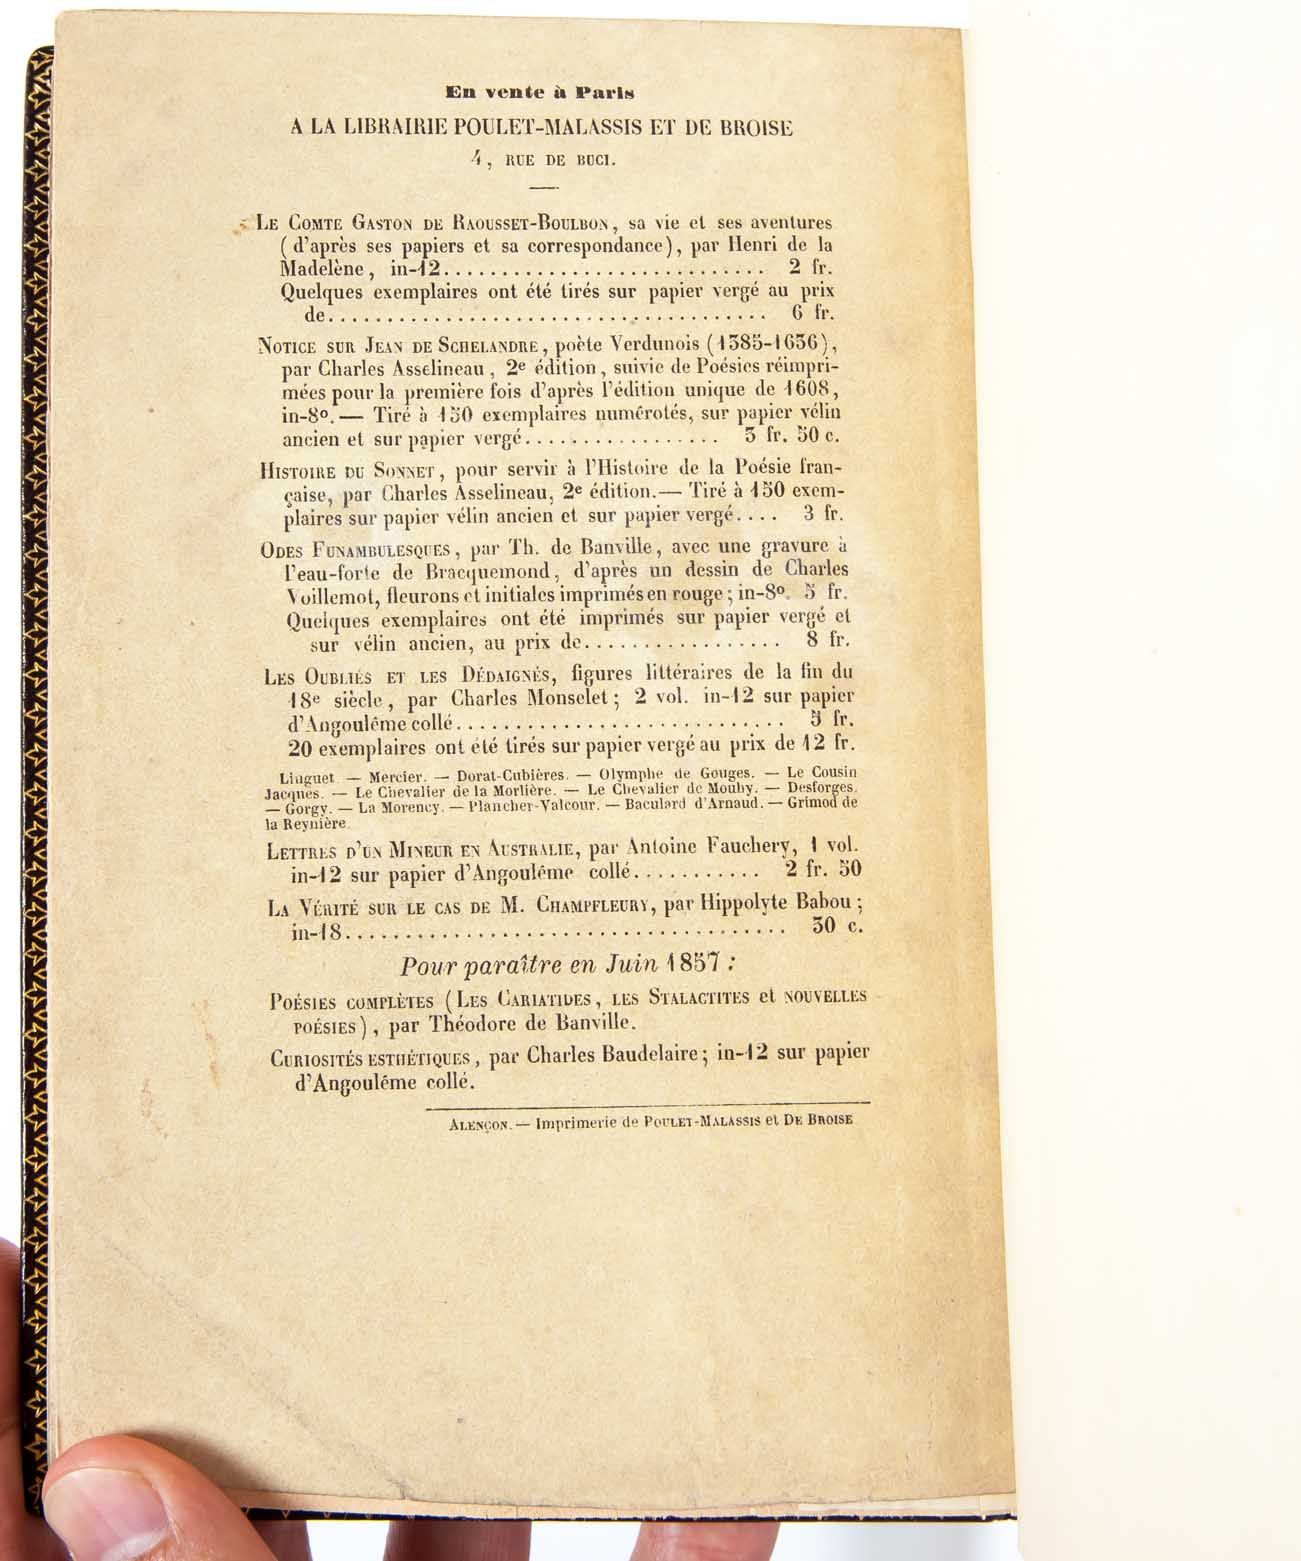 En vente à Paris
A LA LIBRAIRIE POULET-MALASSIS ET DE BROISE
4, RUE DE BUCI.
LE COMTE GASTON DE RAOUSSET-BOULBON, sa vie et ses aventures
(d'après ses papiers et sa correspondance), par Henri de la
Madelène, in-12........................... 2 fr.
Quelques exemplaires ont été tirés sur papier vergé au prix
de...................................... 6 fr.
NOTICE SUR JEAN DE SCHELANDRE, poète Verdunois (1585-1635),
par Charles Asselineau, 2e édition, suivie de Poésies réimpri-
mées pour la première fois d'après l'édition unique de 1608,
in-8º. — Tiré à 150 exemplaires numérotés, sur papier vélin
ancien et sur papier vergé................. 3 fr. 50 c.
HISTOIRE DU SONNET, pour servir à l'Histoire de la Poésie fran-
çaise, par Charles Asselineau, 2e édition. — Tiré à 150 exem-
plaires sur papier vélin ancien et sur papier vergé.... 3 fr.
ODES FUNAMBULESQUES, par Th. de Banville, avec une gravure à
l'eau-forte de Bracquemond, d'après un dessin de Charles
Voillemot, fleurons et initiales imprimés en rouge; in-8º. 5 fr.
Quelques exemplaires ont été imprimés sur papier vergé et
sur vélin ancien, au prix de................. 8 fr.
LES OUBLIÉS ET LES DÉDAIGNÉS, figures littéraires de la fin du
18e siècle, par Charles Monselet; 2 vol. in-12 sur papier
d'Angoulême collé........................... 5 fr.
20 exemplaires ont été tirés sur papier vergé au prix de 12 fr.
Linguet. — Mercier. — Dorat-Cubières. — Olymphe de Gouges. — Le Cousin
Jacques. — Le Chevalier de la Morlière. — Le Chevalier de Mouhy. — Desforges.
— Gorgy. — La Morency. — Plancher-Valcour. — Baculard d'Arnaud. — Grimod de
la Reynière.
LETTRES D'UN MINEUR EN AUSTRALIE, par Antoine Fauchery, 1 vol.
in-12 sur papier d'Angoulême collé........... 2 fr. 50
LA VÉRITÉ SUR LE CAS DE M. CHAMPFLEURY, par Hippolyte Babou;
in-18..................................... 50 c.
Pour paraître en Juin 1857 :
POÉSIES COMPLÈTES (LES CARIATIDES, LES STALACTITES et NOUVELLES
POÉSIES), par Théodore de Banville.
CURIOSITÉS ESTHÉTIQUES, par Charles Baudelaire; in-12 sur papier
d'Angoulême collé.
ALENÇON. — Imprimerie de POULET-MALASSIS et DE BROISE